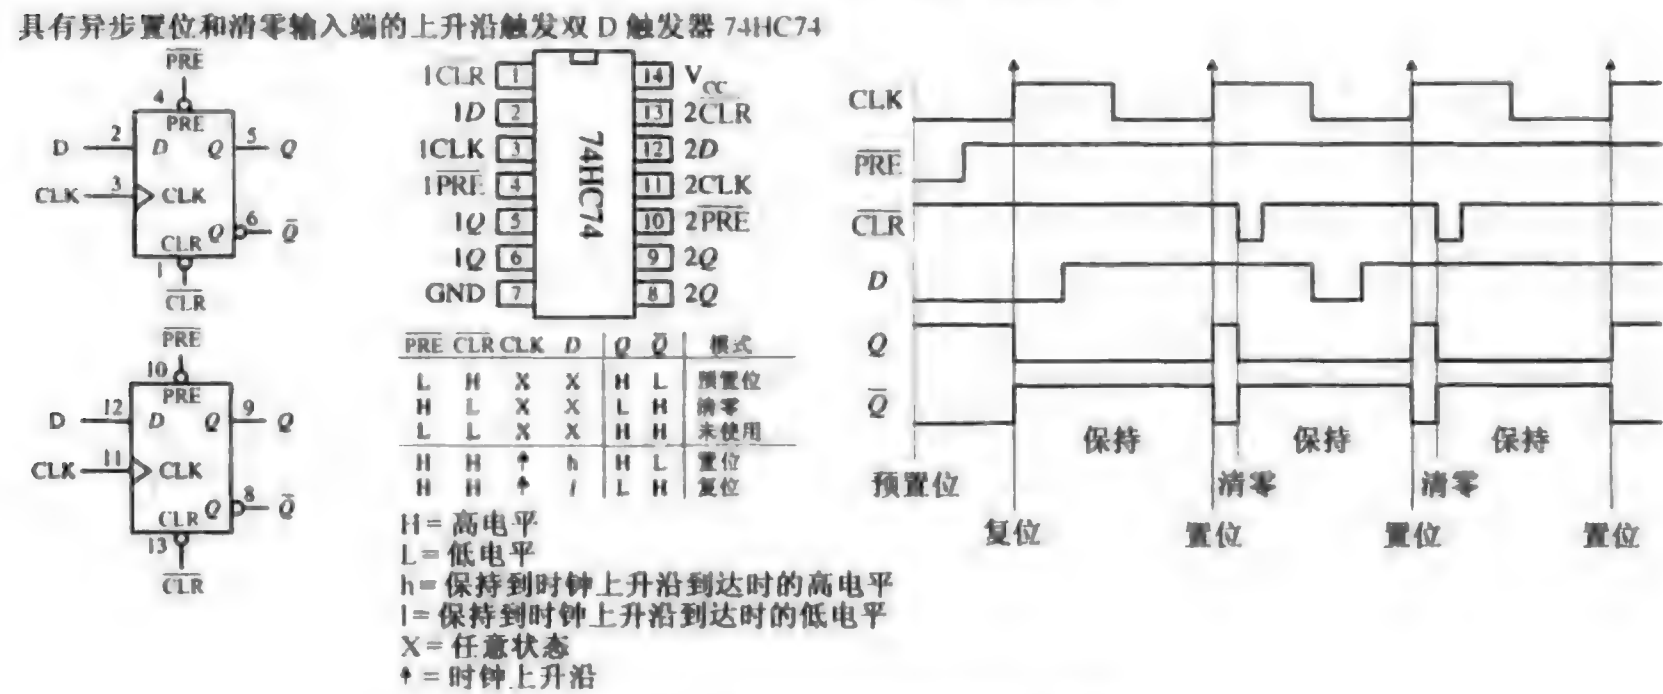 具有异步置位和清零输入端的上升沿触发双 D 触发器 74HC74
PRE
4
PRE
D 2 D Q 5 Q
CLK 3 CLK
Q 6 Q̅
CLR
1
CLR
PRE
10
PRE
D 12 D Q 9 Q
CLK 11 CLK
Q 8 Q̅
CLR
13
CLR
1CLR 1 14 VCC
1D 2 13 2CLR
1CLK 3 12 2D
1PRE 4 11 2CLK
1Q 5 10 2PRE
1Q 6 9 2Q
GND 7 8 2Q
74HC74
PRE CLR CLK D Q Q̅ 模式
L H X X H L 预置位
H L X X L H 清零
L L X X H H 未使用
H H ↑ h H L 置位
H H ↑ l L H 复位
H = 高电平
L = 低电平
h = 保持到时钟上升沿到达时的高电平
l = 保持到时钟上升沿到达时的低电平
X = 任意状态
↑ = 时钟上升沿
CLK
PRE
CLR
D
Q
Q̅
保持 保持 保持
预置位 清零 清零
复位 置位 置位 置位